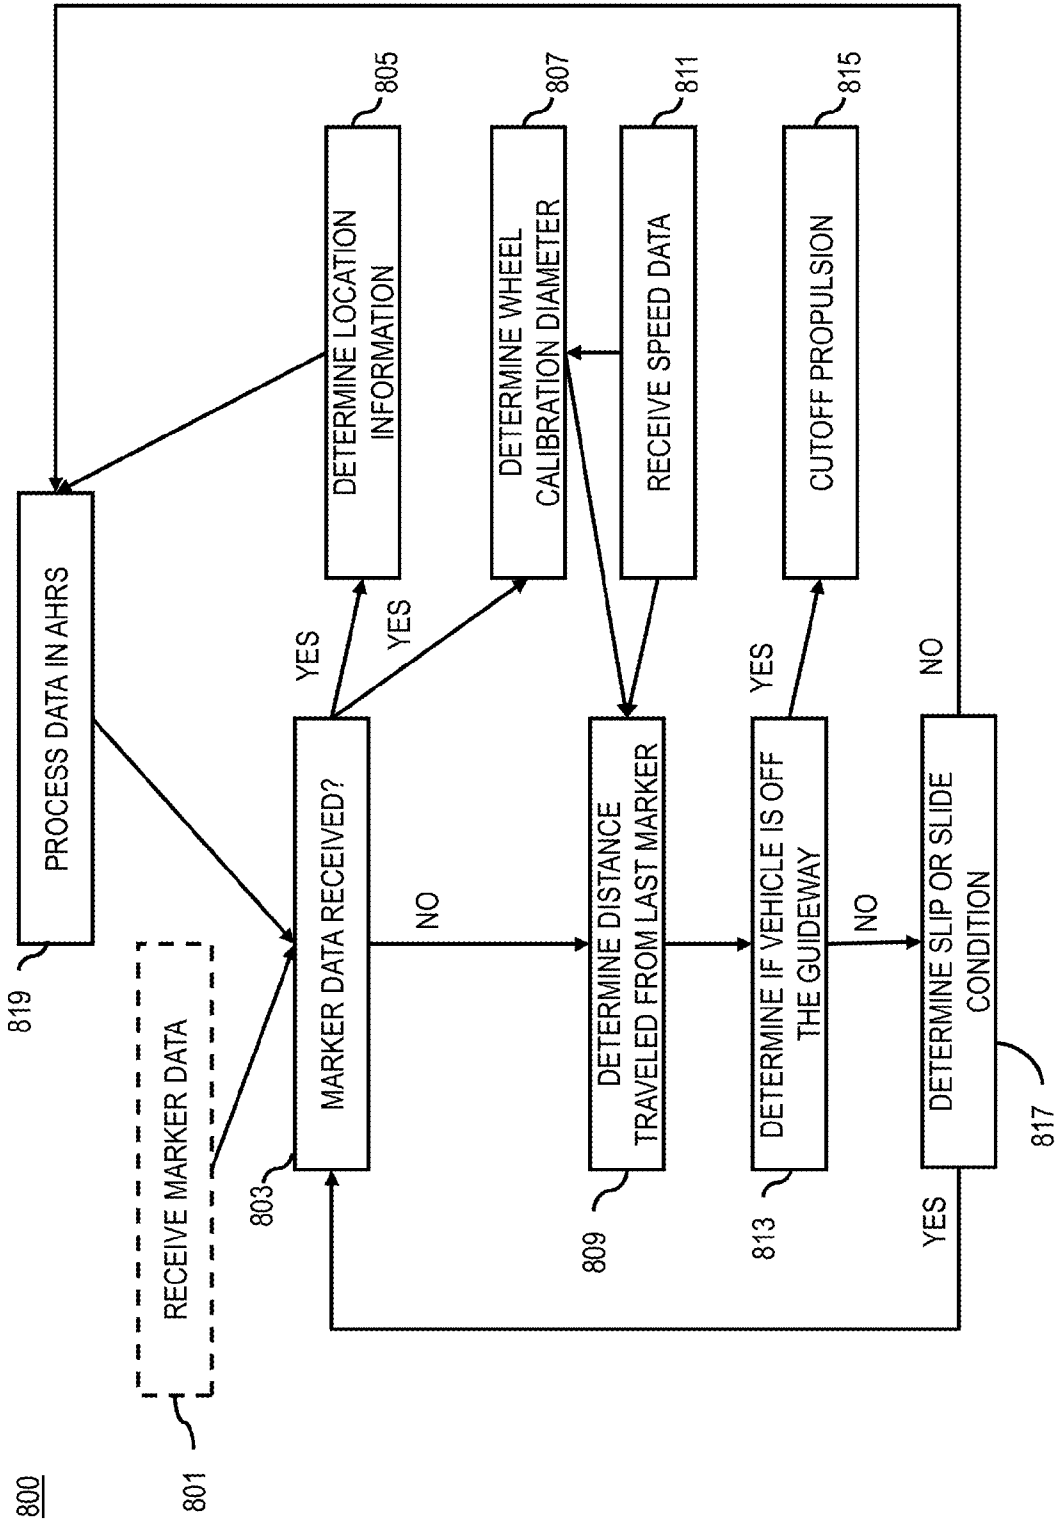 800
819
PROCESS DATA IN AHRS
801
RECEIVE MARKER DATA
803
MARKER DATA RECEIVED?
YES
YES
NO
805
DETERMINE LOCATION
INFORMATION
807
DETERMINE WHEEL
CALIBRATION DIAMETER
809
DETERMINE DISTANCE
TRAVELED FROM LAST MARKER
811
RECEIVE SPEED DATA
813
DETERMINE IF VEHICLE IS OFF
THE GUIDEWAY
YES
NO
815
CUTOFF PROPULSION
817
DETERMINE SLIP OR SLIDE
CONDITION
YES
NO